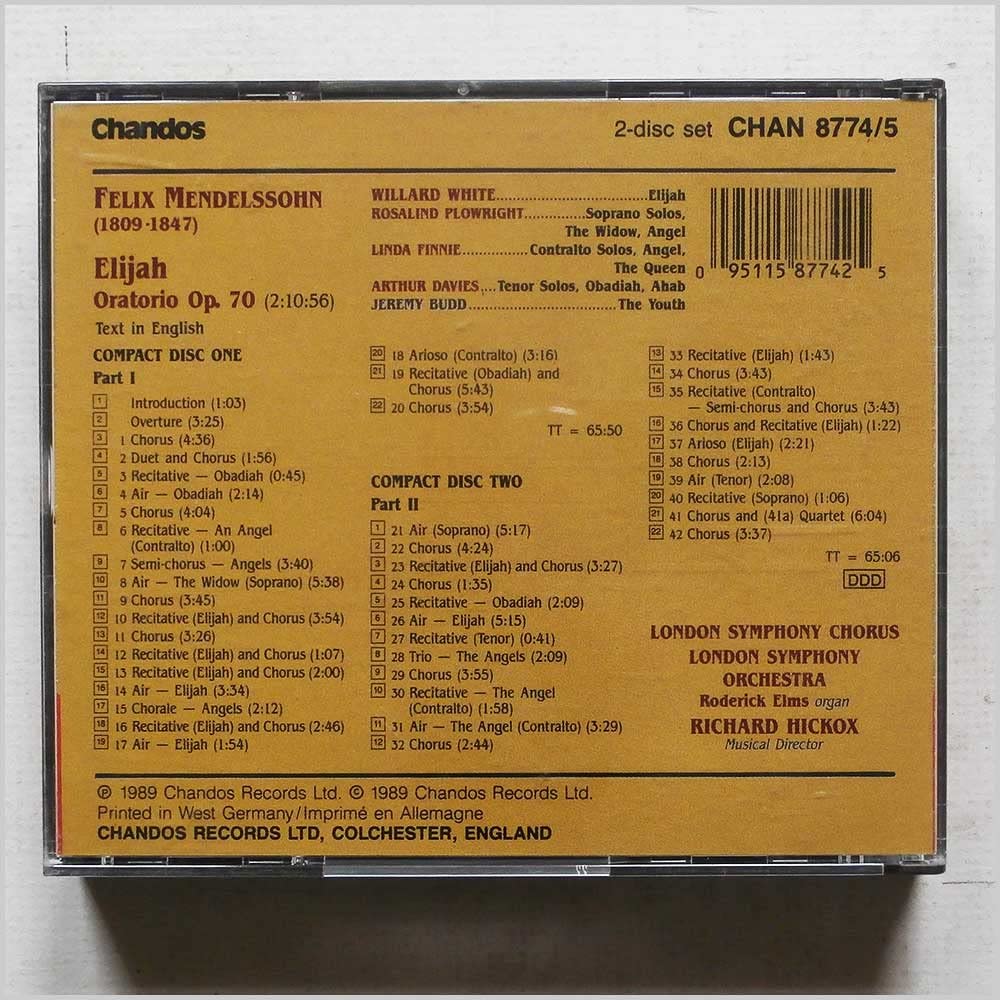 Chandos
2-disc set CHAN 8774/5
FELIX MENDELSSOHN
(1809-1847)
Elijah
Oratorio Op. 70 (2:10:56)
Text in English
WILLARD WHITE....................Elijah
ROSALIND PLOWRIGHT.............Soprano Solos,
The Widow, Angel
LINDA FINNIE..............Contralto Solos, Angel,
The Queen
ARTHUR DAVIES....Tenor Solos, Obadiah, Ahab
JEREMY BUDD................................The Youth
0 95115 87742 5
COMPACT DISC ONE
Part I
1 Introduction (1:03)
2 Overture (3:25)
3 1 Chorus (4:36)
4 2 Duet and Chorus (1:56)
5 3 Recitative — Obadiah (0:45)
6 4 Air — Obadiah (2:14)
7 5 Chorus (4:04)
8 6 Recitative — An Angel
(Contralto) (1:00)
9 7 Semi-chorus — Angels (3:40)
10 8 Air — The Widow (Soprano) (5:38)
11 9 Chorus (3:45)
12 10 Recitative (Elijah) and Chorus (3:54)
13 11 Chorus (3:26)
14 12 Recitative (Elijah) and Chorus (1:07)
15 13 Recitative (Elijah) and Chorus (2:00)
16 14 Air — Elijah (3:34)
17 15 Chorale — Angels (2:12)
18 16 Recitative (Elijah) and Chorus (2:46)
19 17 Air — Elijah (1:54)
20 18 Arioso (Contralto) (3:16)
21 19 Recitative (Obadiah) and
Chorus (5:43)
22 20 Chorus (3:54)
TT = 65:50
COMPACT DISC TWO
Part II
1 21 Air (Soprano) (5:17)
2 22 Chorus (4:24)
3 23 Recitative (Elijah) and Chorus (3:27)
4 24 Chorus (1:35)
5 25 Recitative — Obadiah (2:09)
6 26 Air — Elijah (5:15)
7 27 Recitative (Tenor) (0:41)
8 28 Trio — The Angels (2:09)
9 29 Chorus (3:55)
10 30 Recitative — The Angel
(Contralto) (1:58)
11 31 Air — The Angel (Contralto) (3:29)
12 32 Chorus (2:44)
13 33 Recitative (Elijah) (1:43)
14 34 Chorus (3:43)
15 35 Recitative (Contralto)
— Semi-chorus and Chorus (3:43)
16 36 Chorus and Recitative (Elijah) (1:22)
17 37 Arioso (Elijah) (2:21)
18 38 Chorus (2:13)
19 39 Air (Tenor) (2:08)
20 40 Recitative (Soprano) (1:06)
21 41 Chorus and (41a) Quartet (6:04)
22 42 Chorus (3:37)
TT = 65:06
DDD
LONDON SYMPHONY CHORUS
LONDON SYMPHONY
ORCHESTRA
Roderick Elms organ
RICHARD HICKOX
Musical Director
℗ 1989 Chandos Records Ltd. © 1989 Chandos Records Ltd.
Printed in West Germany/Imprimé en Allemagne
CHANDOS RECORDS LTD, COLCHESTER, ENGLAND